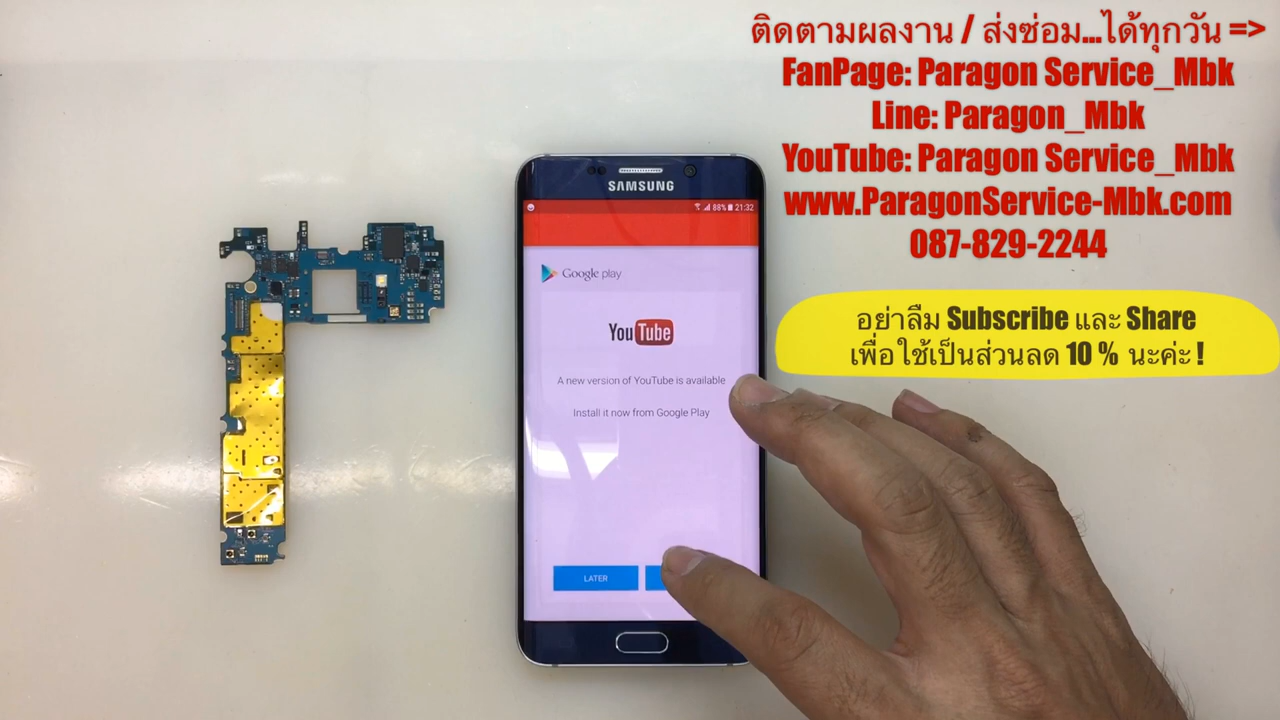 ติดตามผลงาน / ส่งซ่อม...ได้ทุกวัน =>
FanPage: Paragon Service_Mbk
Line: Paragon_Mbk
YouTube: Paragon Service_Mbk
www.ParagonService-Mbk.com
087-829-2244
อย่าลืม Subscribe และ Share
เพื่อใช้เป็นส่วนลด 10 % นะค่ะ !
SAMSUNG
88% 21:32
Google play
YouTube
A new version of YouTube is available
Install it now from Google Play
LATER